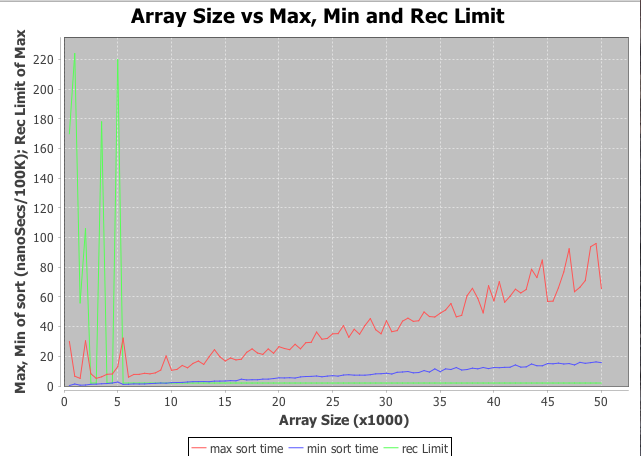 Array Size vs Max, Min and Rec Limit
Max, Min of sort (nanoSecs/100K); Rec Limit of Max
220
200
180
160
140
120
100
80
60
40
20
0
0 5 10 15 20 25 30 35 40 45 50
Array Size (x1000)
max sort time min sort time rec Limit